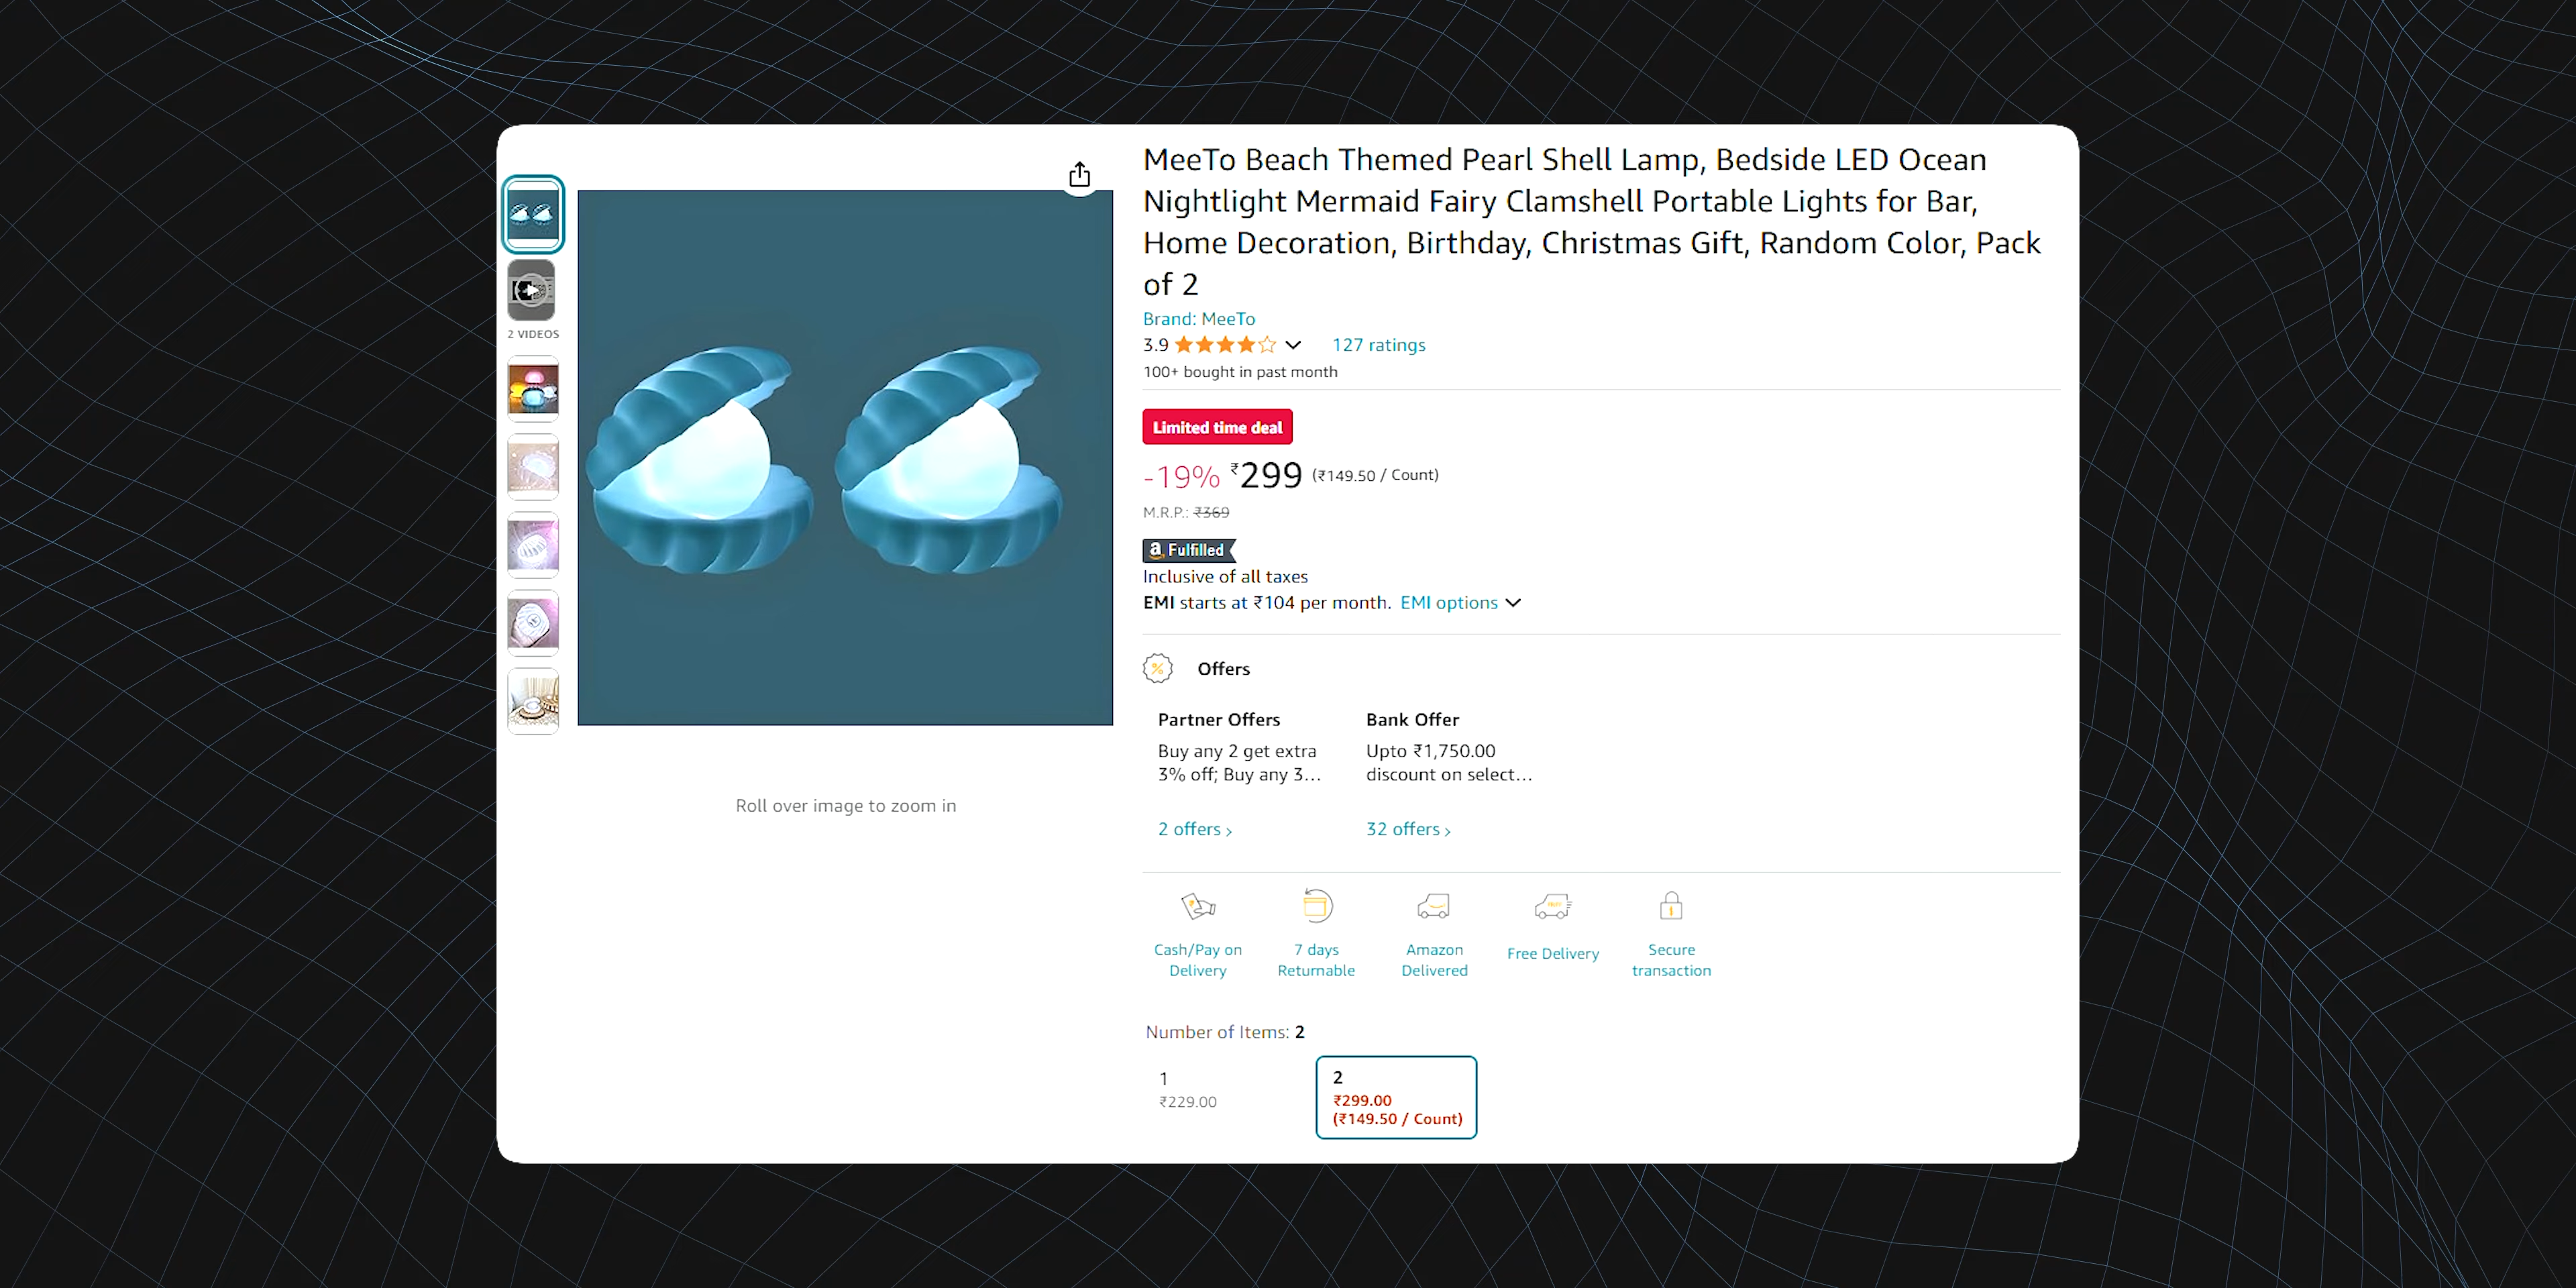 MeeTo Beach Themed Pearl Shell Lamp, Bedside LED Ocean
Nightlight Mermaid Fairy Clamshell Portable Lights for Bar,
Home Decoration, Birthday, Christmas Gift, Random Color, Pack
of 2
Brand: MeeTo
3.9
127 ratings
100+ bought in past month
2 VIDEOS
Limited time deal
-19% ₹299 (₹149.50 / Count)
M.R.P.: ₹369
a Fulfilled
Inclusive of all taxes
EMI starts at ₹104 per month. EMI options
Roll over image to zoom in
% Offers
Partner Offers
Buy any 2 get extra
3% off; Buy any 3...
2 offers ›
Bank Offer
Upto ₹1,750.00
discount on select...
32 offers ›
Cash/Pay on
Delivery
7 days
Returnable
Amazon
Delivered
Free Delivery
Secure
transaction
Number of Items: 2
1
₹229.00
2
₹299.00
(₹149.50 / Count)